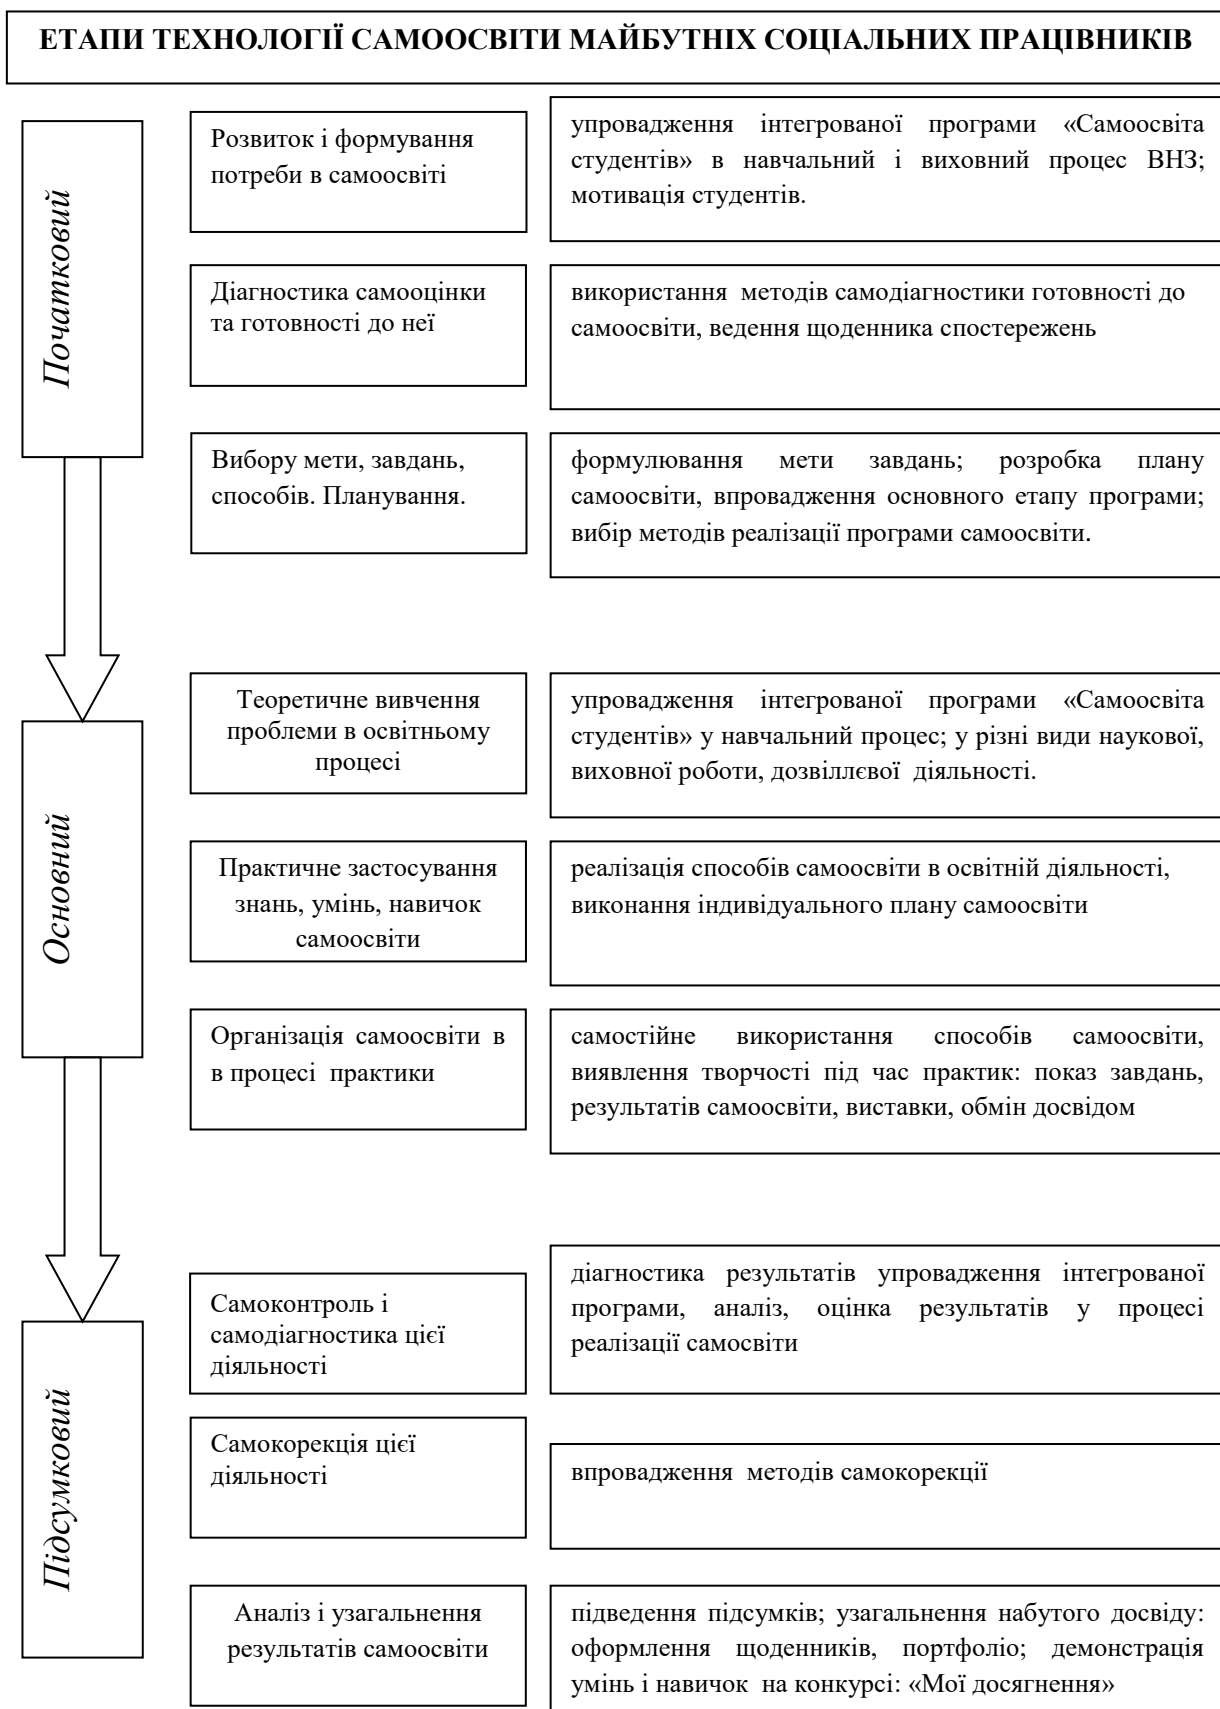 ЕТАПИ ТЕХНОЛОГІЇ САМООСВІТИ МАЙБУТНІХ СОЦІАЛЬНИХ ПРАЦІВНИКІВ
Початковий
Розвиток і формування
потреби в самоосвіті
упровадження інтегрованої програми «Самоосвіта
студентів» в навчальний і виховний процес ВНЗ;
мотивація студентів.
Діагностика самооцінки
та готовності до неї
використання методів самодіагностики готовності до
самоосвіти, ведення щоденника спостережень
Вибору мети, завдань,
способів. Планування.
формулювання мети завдань; розробка плану
самоосвіти, впровадження основного етапу програми;
вибір методів реалізації програми самоосвіти.
Основний
Теоретичне вивчення
проблеми в освітньому
процесі
упровадження інтегрованої програми «Самоосвіта
студентів» у навчальний процес; у різні види наукової,
виховної роботи, дозвіллєвої діяльності.
Практичне застосування
знань, умінь, навичок
самоосвіти
реалізація способів самоосвіти в освітній діяльності,
виконання індивідуального плану самоосвіти
Організація самоосвіти в
в процесі практики
самостійне використання способів самоосвіти,
виявлення творчості під час практик: показ завдань,
результатів самоосвіти, виставки, обмін досвідом
Підсумковий
Самоконтроль і
самодіагностика цієї
діяльності
діагностика результатів упровадження інтегрованої
програми, аналіз, оцінка результатів у процесі
реалізації самосвіти
Самокорекція цієї
діяльності
впровадження методів самокорекції
Аналіз і узагальнення
результатів самоосвіти
підведення підсумків; узагальнення набутого досвіду:
оформлення щоденників, портфоліо; демонстрація
умінь і навичок на конкурсі: «Мої досягнення»